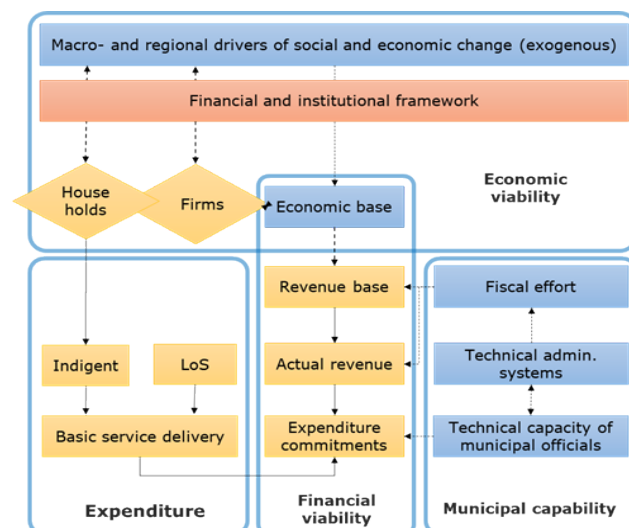 Macro- and regional drivers of social and economic change (exogenous)
Financial and institutional framework
House
holds
Firms
Economic base
Economic
viability
Revenue base
Fiscal effort
Indigent
LoS
Actual revenue
Technical admin.
systems
Basic service delivery
Expenditure
commitments
Technical capacity of
municipal officials
Expenditure
Financial
viability
Municipal capability